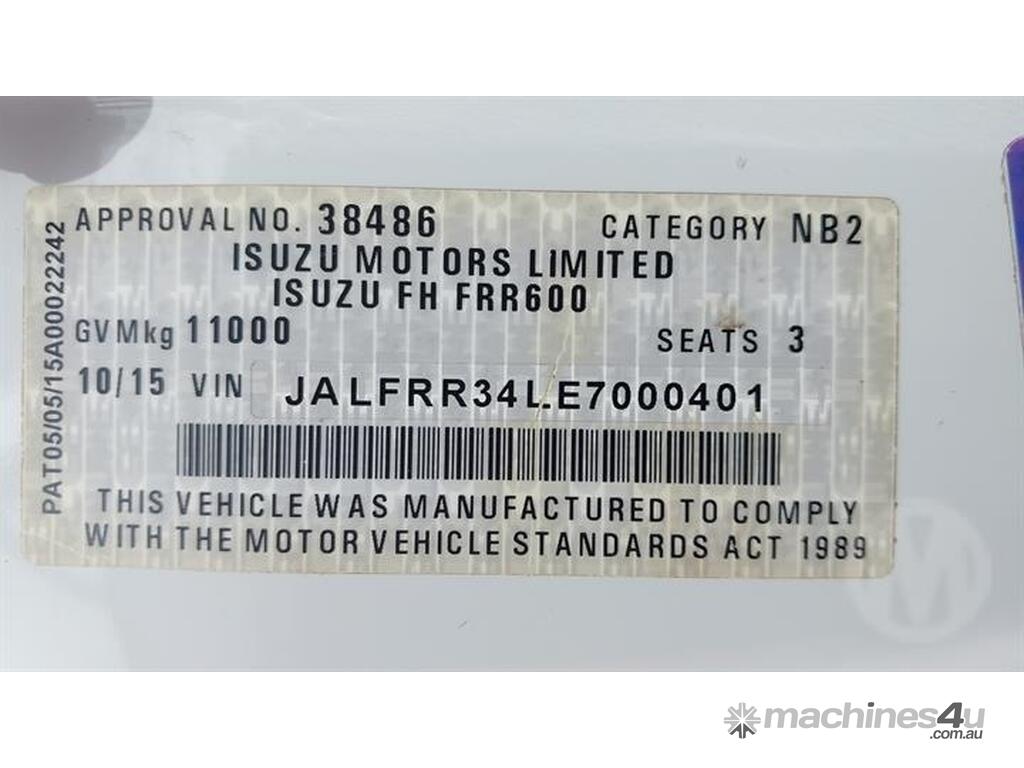 APPROVAL NO. 38486 CATEGORY NB2
ISUZU MOTORS LIMITED
ISUZU FH FRR600
GVMkg 11000 SEATS 3
10/15 VIN JALFRR34LE7000401
THIS VEHICLE WAS MANUFACTURED TO COMPLY
WITH THE MOTOR VEHICLE STANDARDS ACT 1989
PAT05/05/15A00022242
machines4u
.com.au